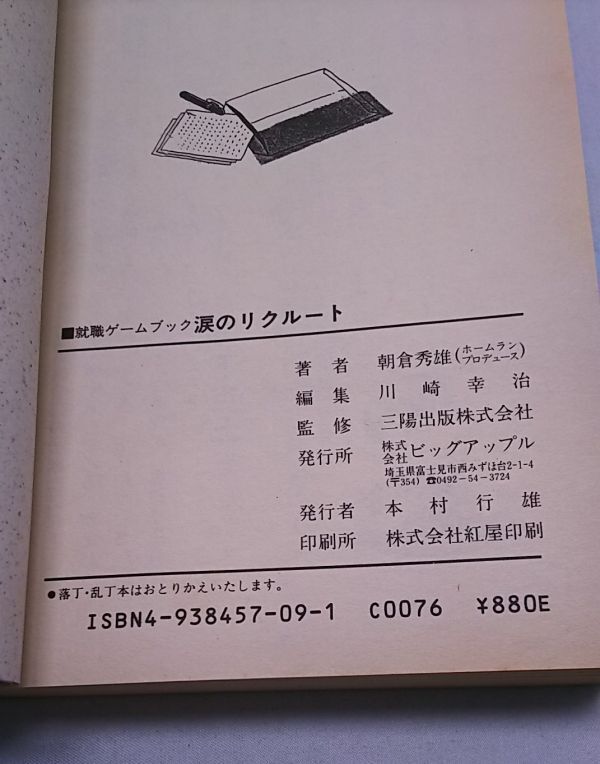 ■就職ゲームブック涙のリクルート
著者 朝倉秀雄(ホームランプロデュース)
編集 川崎幸治
監修 三陽出版株式会社
発行所 株式会社ビッグアップル
埼玉県富士見市西みずほ台2-1-4
(〒354) ☎0492-54-3724
発行者 本村行雄
印刷所 株式会社紅屋印刷
●落丁・乱丁本はおとりかえいたします。
ISBN4-938457-09-1 C0076 ¥880E